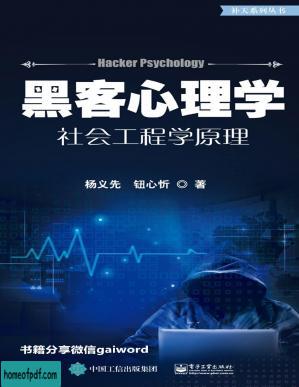 补天系列丛书
Hacker Psychology
黑客心理学
社会工程学原理
杨义先 钮心忻 ◎ 著
书籍分享微信gaiword
中国工信出版集团
电子工业出版社
homeofpdf.com